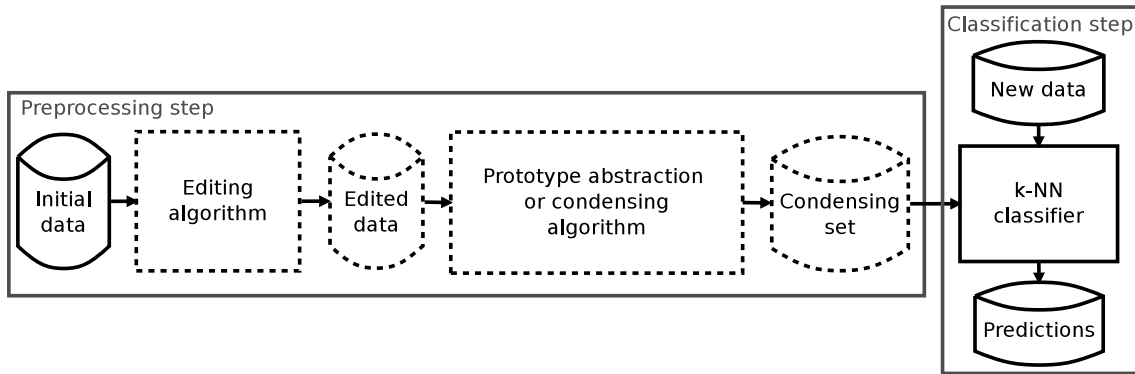 Preprocessing step
Initial
data
Editing
algorithm
Edited
data
Prototype abstraction
or condensing
algorithm
Condensing
set
Classification step
New data
k-NN
classifier
Predictions